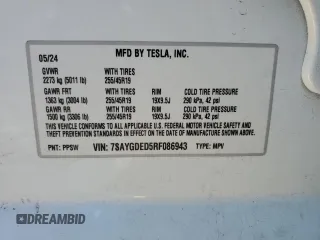 05/24 MFD BY TESLA, INC.
GVWR WITH TIRES
2273 kg (5011 lb) 255/45R19
GAWR FRT WITH TIRES RIM COLD TIRE PRESSURE
1363 kg (3004 lb) 255/45R19 19X9.5J 290 kPa, 42 psi
GAWR RR WITH TIRES RIM COLD TIRE PRESSURE
1500 kg (3306 lb) 255/45R19 19X9.5J 290 kPa, 42 psi
THIS VEHICLE CONFORMS TO ALL APPLICABLE FEDERAL MOTOR VEHICLE
SAFETY, BUMPER AND THEFT PREVENTION STANDARDS IN EFFECT ON
THE DATE OF MANUFACTURE SHOWN ABOVE.
PNT: PPSW VIN: 7SAYGDED5RF086943 TYPE: MPV
DREAMBID
dreambid.com